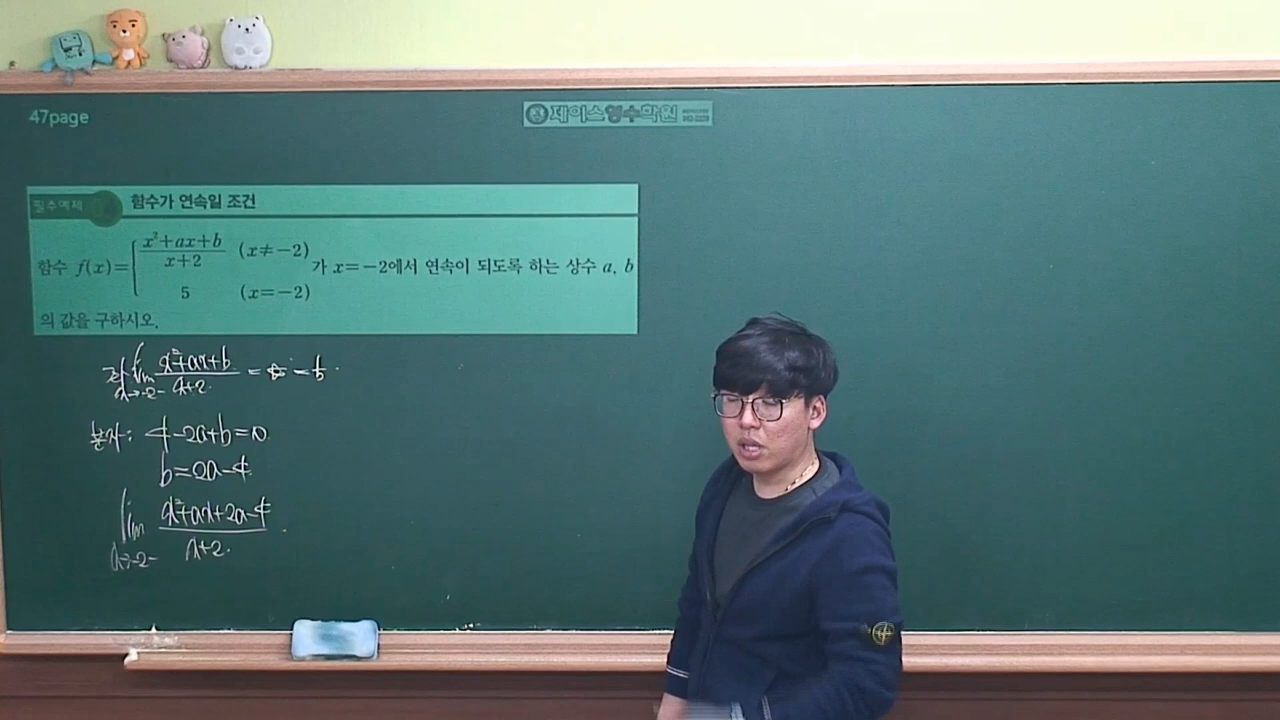 47page
제이스영수학원
필수예제
함수가 연속일 조건
함수 f(x)={ (x²+ax+b)/(x+2) (x≠−2)
5 (x=−2)
가 x=−2에서 연속이 되도록 하는 상수 a, b
의 값을 구하시오.
lim x→-2- (x²+ax+b)/(x+2) =
분자: 4-2a+b=0
b=2a-4
lim x→-2- (x²+ax+2a-4)/(x+2)